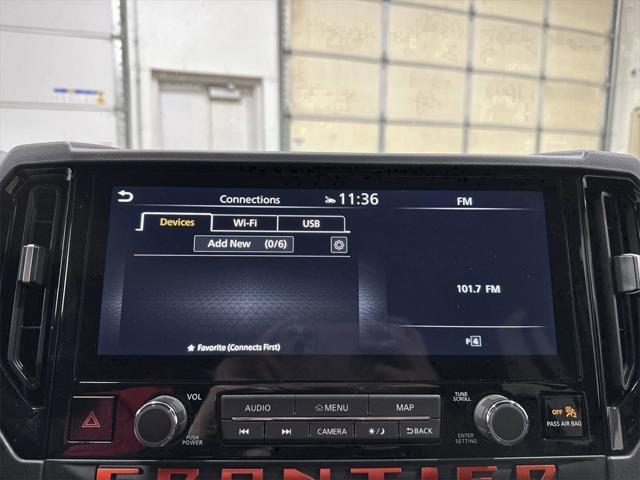 Connections 11:36 FM
Devices Wi-Fi USB
Add New (0/6)
101.7 FM
★ Favorite (Connects First)
P 4
VOL
AUDIO MENU MAP
TUNE
SCROLL
CAMERA BACK
PUSH
POWER
ENTER
SETTING
OFF
PASS AIR BAG
FRONTIER